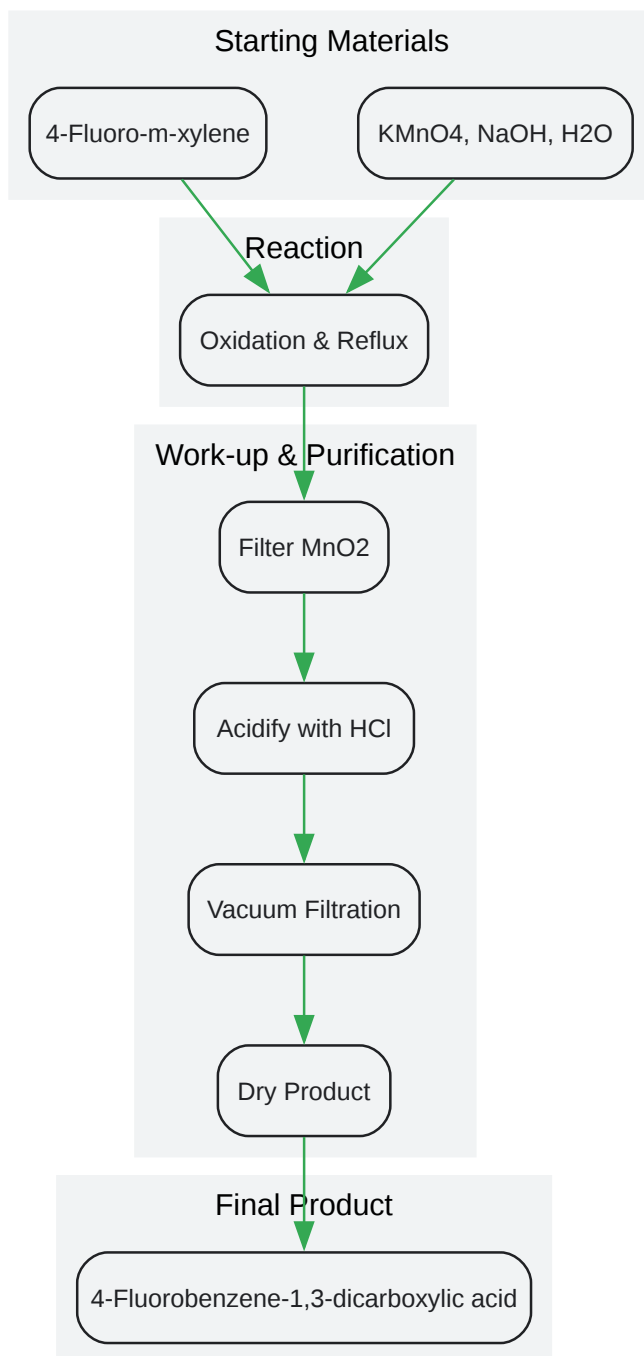 Starting Materials
4-Fluoro-m-xylene
KMnO4, NaOH, H2O
Reaction
Oxidation & Reflux
Work-up & Purification
Filter MnO2
Acidify with HCl
Vacuum Filtration
Dry Product
Final Product
4-Fluorobenzene-1,3-dicarboxylic acid